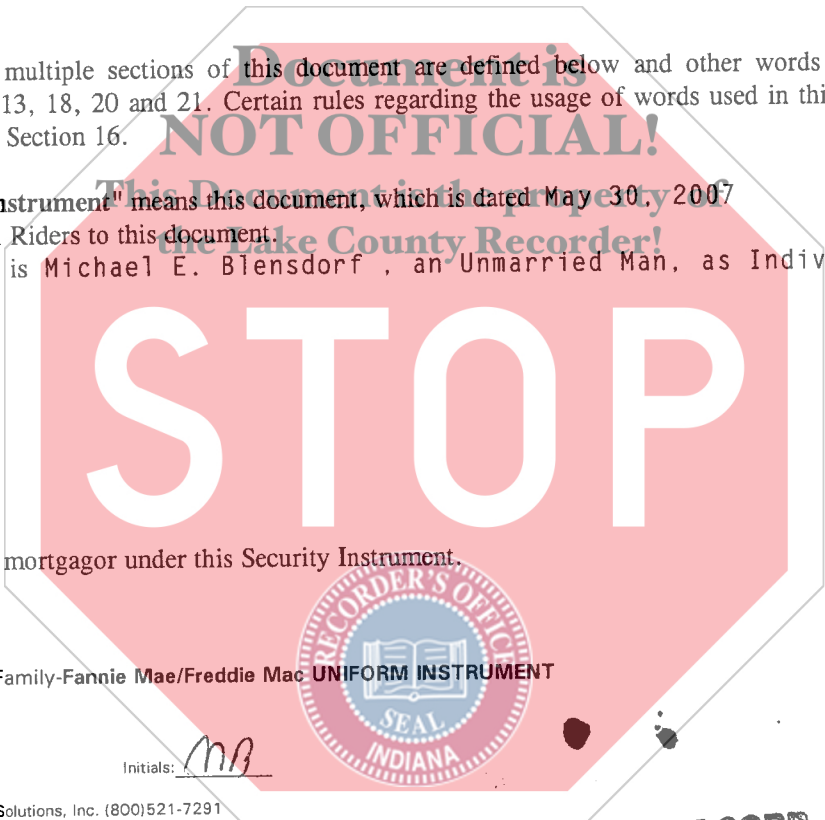 multiple sections of this document are defined below and other words
Document is
13, 18, 20 and 21. Certain rules regarding the usage of words used in thi
Section 16.
NOT OFFICIAL!
This Document is the property of
nstrument" means this document, which is dated May 30, 2007
Riders to this document.
the Lake County Recorder!
is Michael E. Blensdorf , an Unmarried Man, as Indiv
STOP
mortgagor under this Security Instrument.
RECORDER'S OFFICE
SEAL
INDIANA
Family-Fannie Mae/Freddie Mac UNIFORM INSTRUMENT
Initials: MB
Solutions, Inc. (800)521-7291